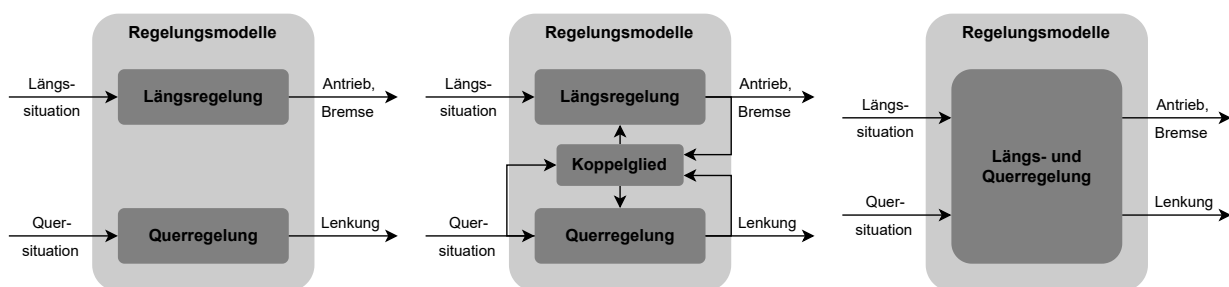 Regelungsmodelle
Längs-
situation
Längsregelung
Antrieb,
Bremse
Quer-
situation
Querregelung
Lenkung
Regelungsmodelle
Längs-
situation
Längsregelung
Antrieb,
Bremse
Koppelglied
Quer-
situation
Querregelung
Lenkung
Regelungsmodelle
Längs-
situation
Antrieb,
Bremse
Längs- und
Querregelung
Quer-
situation
Lenkung